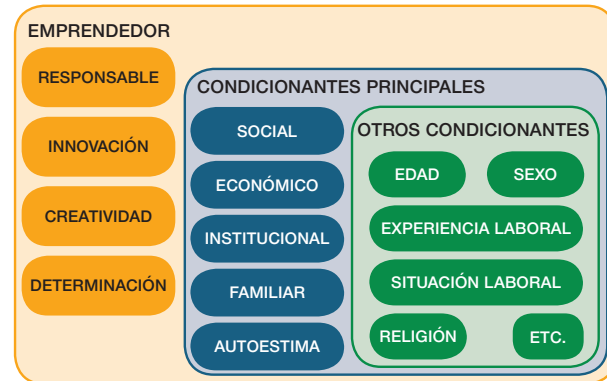 EMPRENDEDOR
RESPONSABLE
INNOVACIÓN
CREATIVIDAD
DETERMINACIÓN
CONDICIONANTES PRINCIPALES
SOCIAL
ECONÓMICO
INSTITUCIONAL
FAMILIAR
AUTOESTIMA
OTROS CONDICIONANTES
EDAD
SEXO
EXPERIENCIA LABORAL
SITUACIÓN LABORAL
RELIGIÓN
ETC.